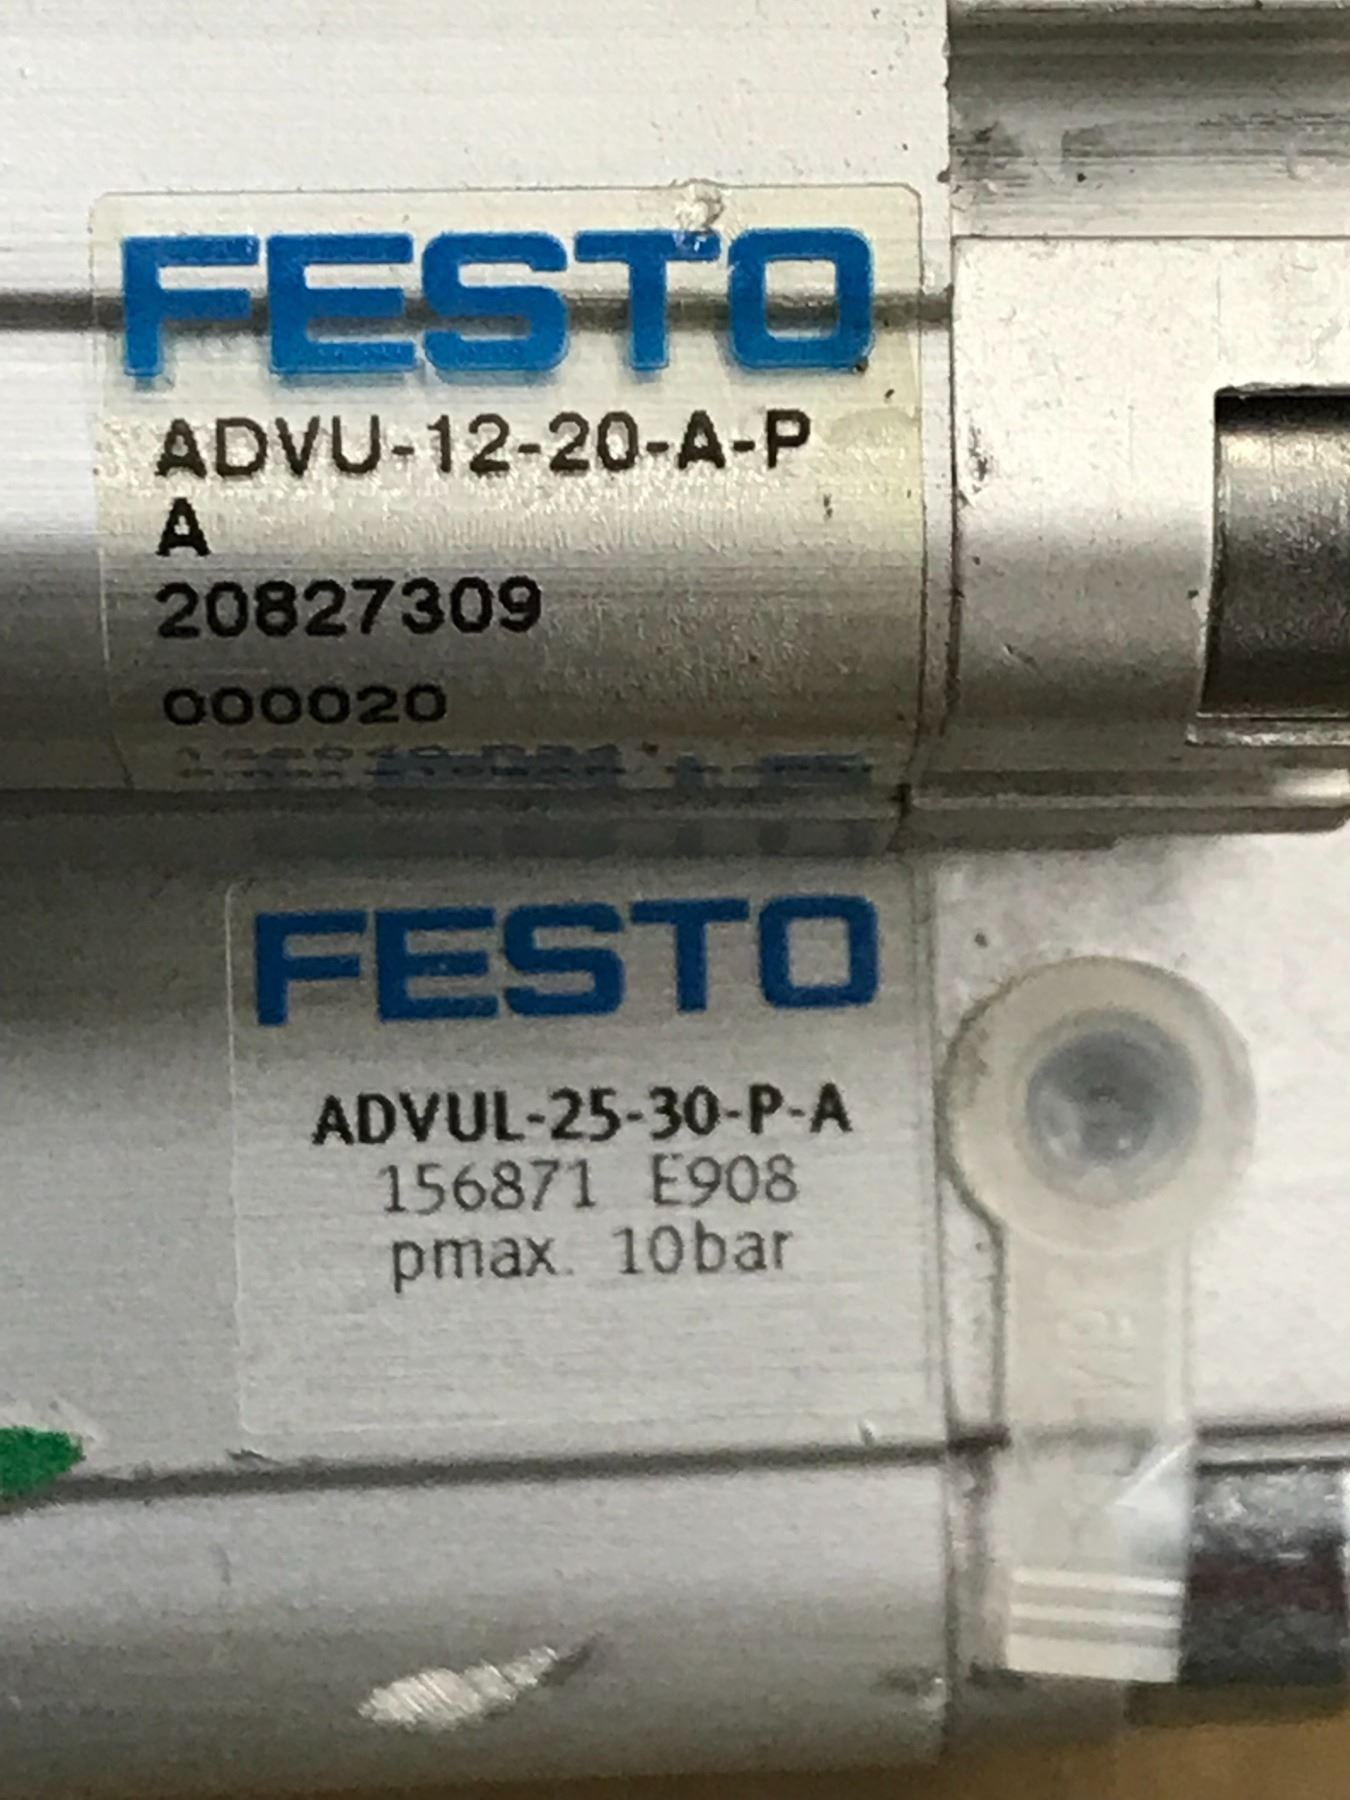 FESTO
ADVU-12-20-A-P
A
20827309
000020
FESTO
ADVUL-25-30-P-A
156871 E908
pmax. 10bar